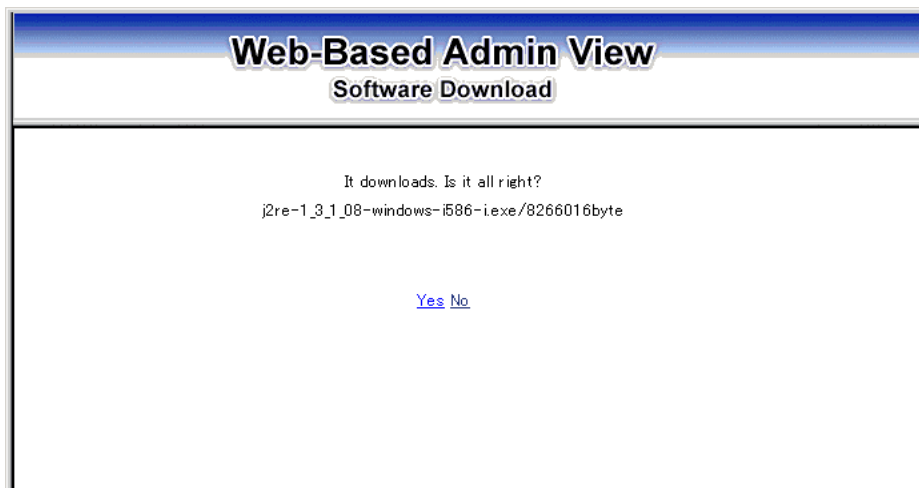 Web-Based Admin View
Software Download
It downloads. Is it all right?
j2re-1_3_1_08-windows-i586-i.exe/8266016byte
Yes No